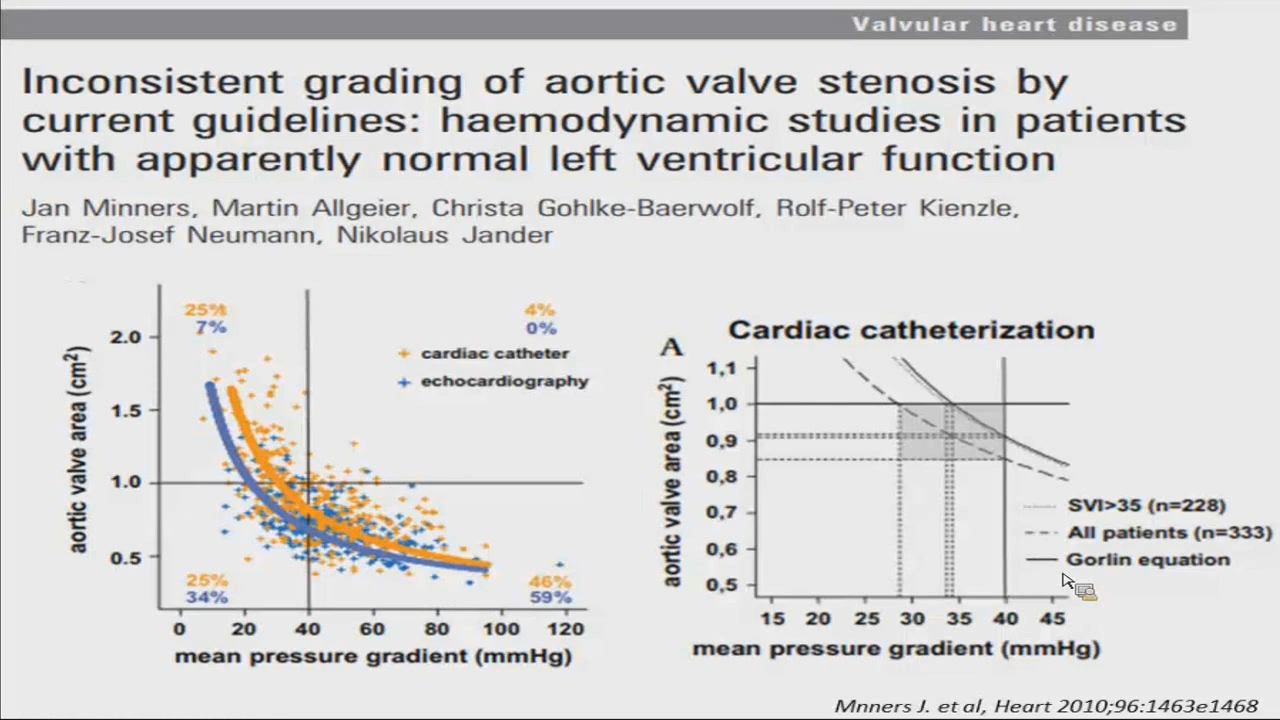 Valvular heart disease
Inconsistent grading of aortic valve stenosis by
current guidelines: haemodynamic studies in patients
with apparently normal left ventricular function
Jan Minners, Martin Allgeier, Christa Gohlke-Baerwolf, Rolf-Peter Kienzle,
Franz-Josef Neumann, Nikolaus Jander
25%
7%
4%
0%
cardiac catheter
echocardiography
aortic valve area (cm²)
2.0
1.5
1.0
0.5
25%
34%
46%
59%
0 20 40 60 80 100 120
mean pressure gradient (mmHg)
A
Cardiac catheterization
aortic valve area (cm²)
1,1
1,0
0,9
0,8
0,7
0,6
0,5
SVI>35 (n=228)
All patients (n=333)
Gorlin equation
15 20 25 30 35 40 45
mean pressure gradient (mmHg)
Mnners J. et al, Heart 2010;96:1463e1468